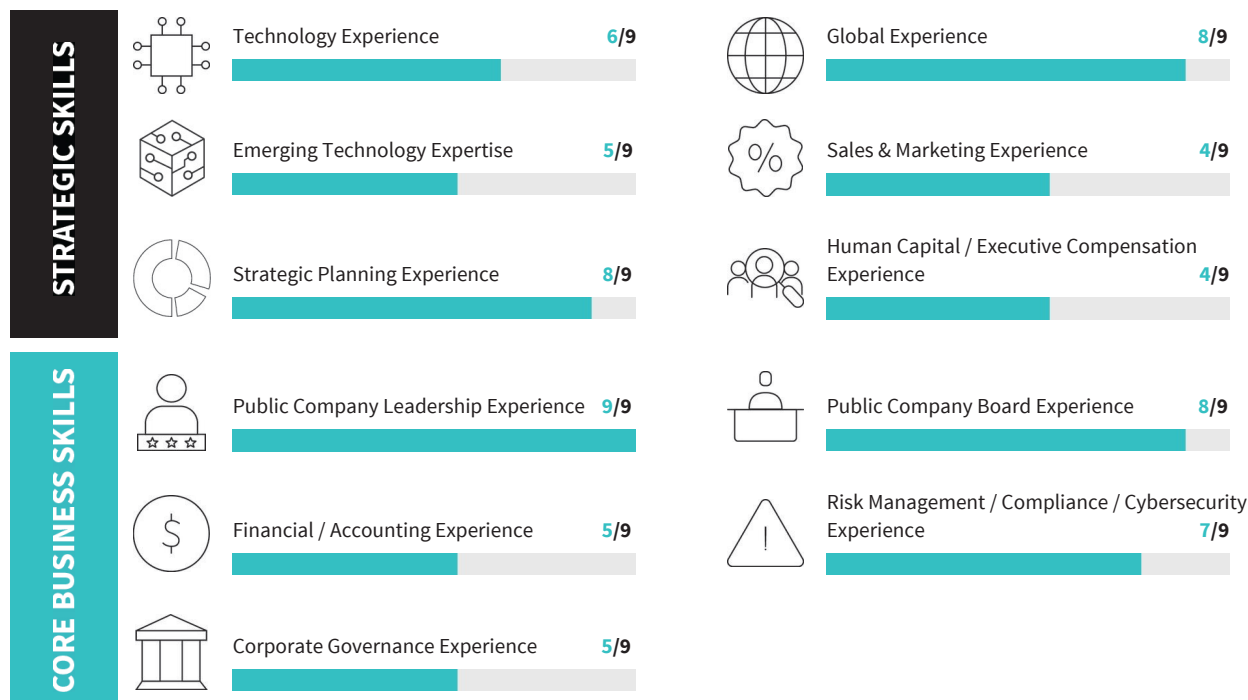 STRATEGIC SKILLS
Technology Experience 6/9
Global Experience 8/9
Emerging Technology Expertise 5/9
Sales & Marketing Experience 4/9
%
Strategic Planning Experience 8/9
Human Capital / Executive Compensation
Experience 4/9
CORE BUSINESS SKILLS
Public Company Leadership Experience 9/9
Public Company Board Experience 8/9
$
Financial / Accounting Experience 5/9
!
Risk Management / Compliance / Cybersecurity
Experience 7/9
Corporate Governance Experience 5/9